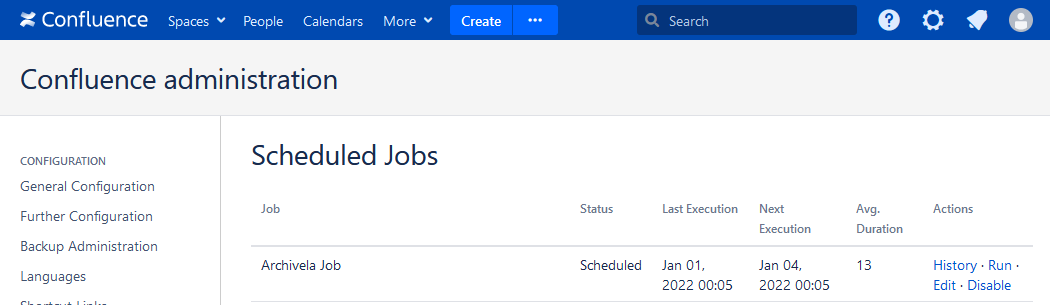 Confluence Spaces People Calendars More Create ••• Search
Confluence administration
CONFIGURATION
General Configuration
Further Configuration
Backup Administration
Languages
Shortcut Links
Scheduled Jobs
Job Status Last Execution Next Execution Avg. Duration Actions
Archivela Job Scheduled Jan 01, 2022 00:05 Jan 04, 2022 00:05 13 History · Run · Edit · Disable